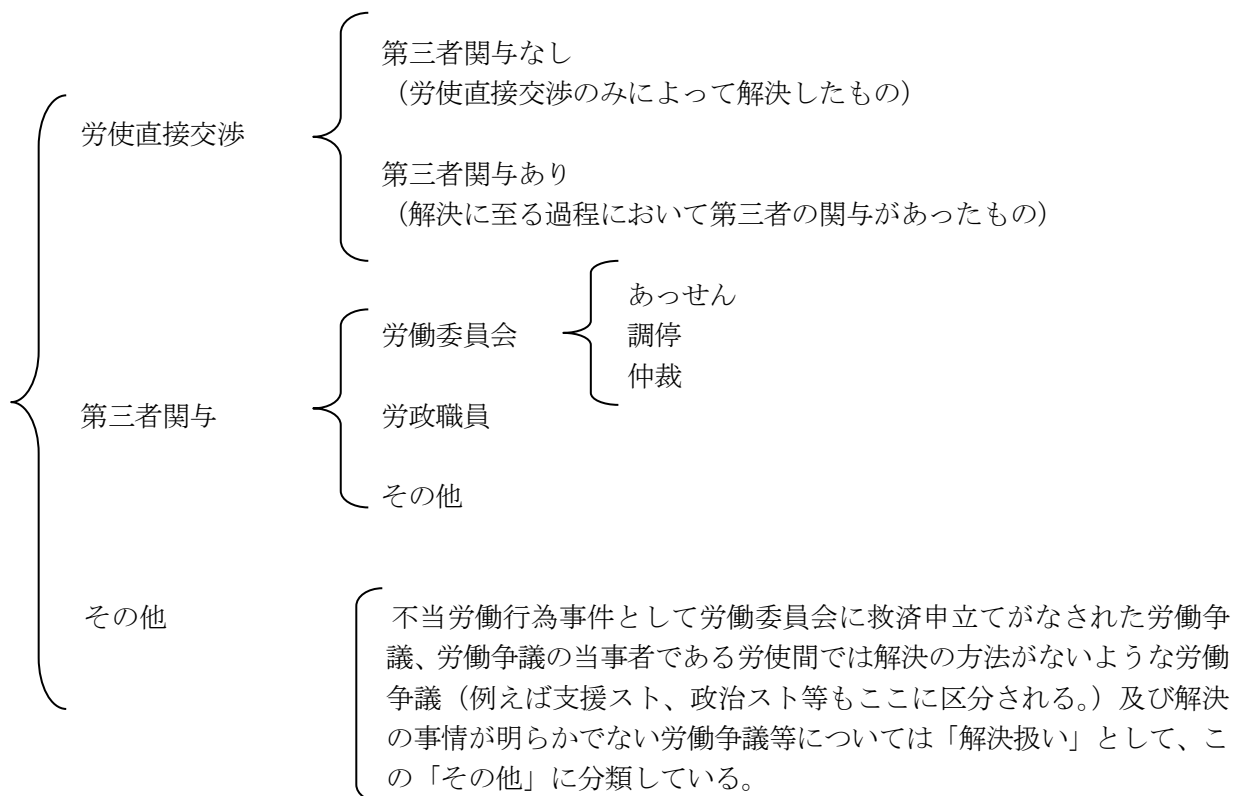 第三者関与なし
(労使直接交渉のみによって解決したもの)
労使直接交渉
第三者関与あり
(解決に至る過程において第三者の関与があったもの)
あっせん
労働委員会
調停
仲裁
第三者関与
労政職員
その他
その他
不当労働行為事件として労働委員会に救済申立てがなされた労働争
議、労働争議の当事者である労使間では解決の方法がないような労働
争議(例えば支援スト、政治スト等もここに区分される。)及び解決
の事情が明らかでない労働争議等については「解決扱い」として、こ
の「その他」に分類している。